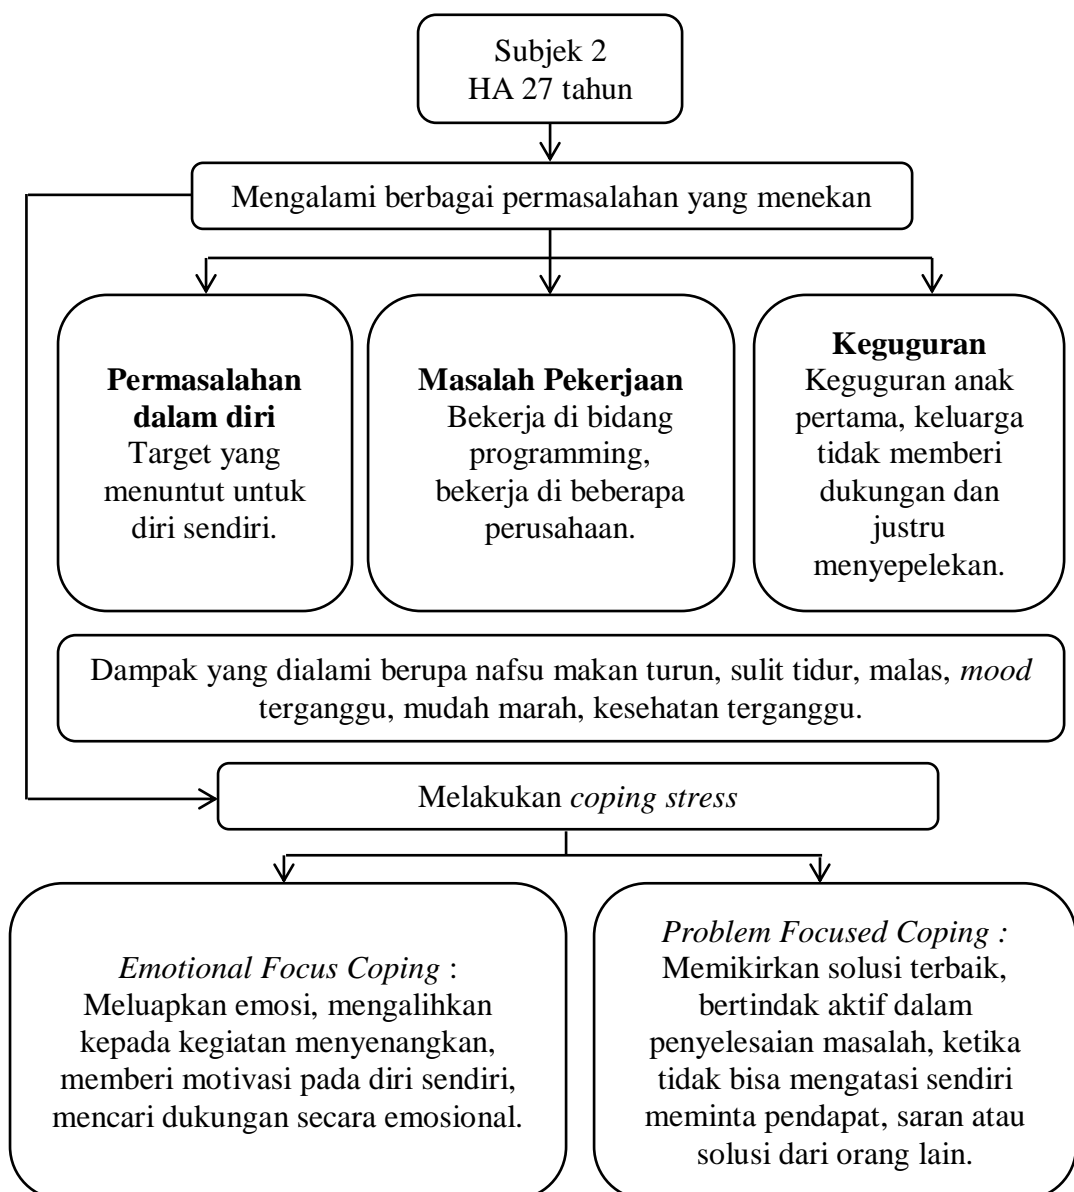 Subjek 2
HA 27 tahun
Mengalami berbagai permasalahan yang menekan
Permasalahan
dalam diri
Target yang
menuntut untuk
diri sendiri.
Masalah Pekerjaan
Bekerja di bidang
programming,
bekerja di beberapa
perusahaan.
Keguguran
Keguguran anak
pertama, keluarga
tidak memberi
dukungan dan
justru
menyepelekan.
Dampak yang dialami berupa nafsu makan turun, sulit tidur, malas, mood
terganggu, mudah marah, kesehatan terganggu.
Melakukan coping stress
Emotional Focus Coping :
Meluapkan emosi, mengalihkan
kepada kegiatan menyenangkan,
memberi motivasi pada diri sendiri,
mencari dukungan secara emosional.
Problem Focused Coping :
Memikirkan solusi terbaik,
bertindak aktif dalam
penyelesaian masalah, ketika
tidak bisa mengatasi sendiri
meminta pendapat, saran atau
solusi dari orang lain.